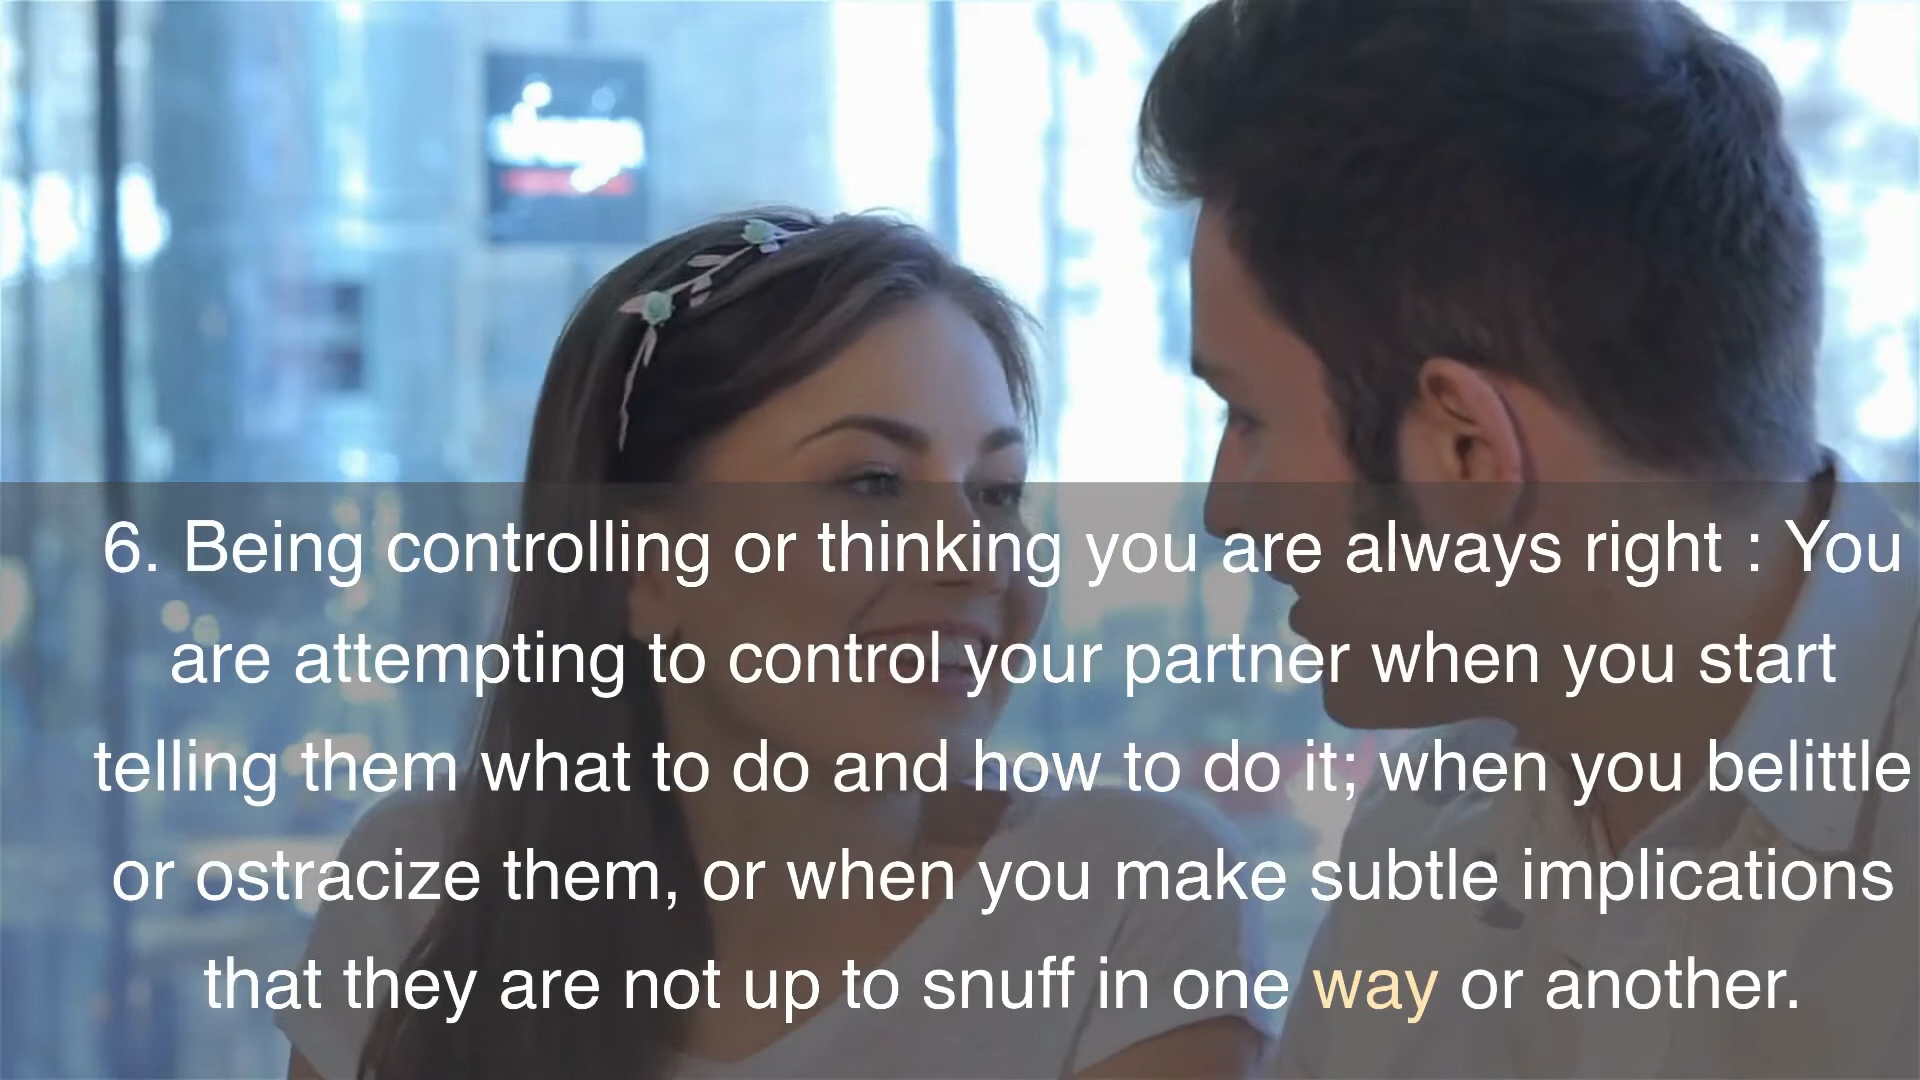 6. Being controlling or thinking you are always right : You
are attempting to control your partner when you start
telling them what to do and how to do it; when you belittle
or ostracize them, or when you make subtle implications
that they are not up to snuff in one way or another.